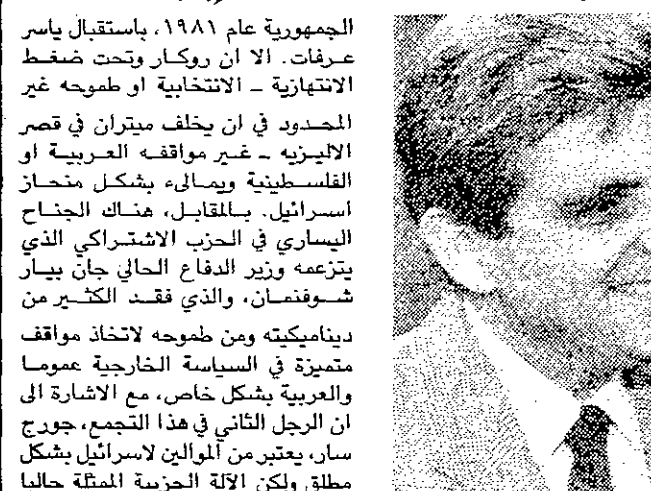 الجمهورية عام ١٩٨١، باستقبال ياسر
عرفات. الا ان روكار وتحت ضغط
الانتهازية ــ الانتخابية او طموحه غير
المحدود في ان يخلف ميتران في قصر
الاليزيه ــ غير مواقفه العربية او
الفلسطينية ويمالىء بشكل منحاز
اسرائيل. بالمقابل، هناك الجناح
اليساري في الحزب الاشتراكي الذي
يتزعمه وزير الدفاع الحالي جان بيار
شوفنمان، والذي فقد الكثير من
ديناميكيته ومن طموحه لاتخاذ مواقف
متميزة في السياسة الخارجية عموما
والعربية بشكل خاص، مع الاشارة الى
ان الرجل الثاني في هذا التجمع، جورج
سار، يعتبر من الموالين لاسرائيل بشكل
مطلق ولكن الآلة الحزبية الممثلة حاليا